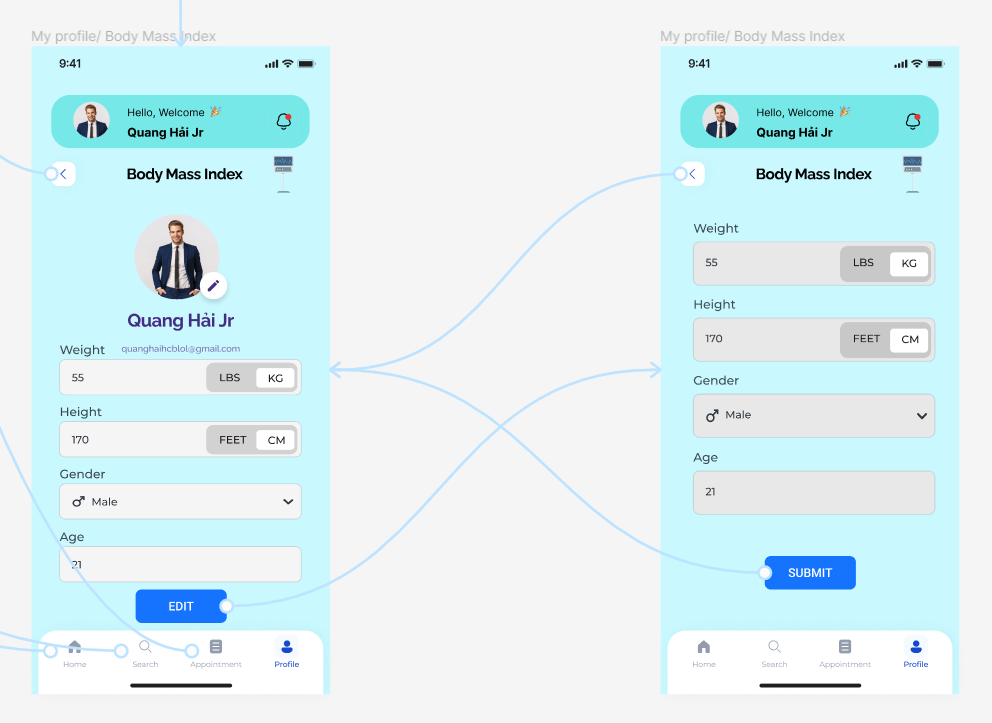 My profile/ Body Mass Index
9:41
Hello, Welcome 🎉
Quang Hải Jr
Body Mass Index
Quang Hải Jr
quanghaihcblol@gmail.com
Weight
55
LBS
KG
Height
170
FEET
CM
Gender
Male
Age
21
EDIT
Home
Search
Appointment
Profile
My profile/ Body Mass Index
9:41
Hello, Welcome 🎉
Quang Hải Jr
Body Mass Index
Weight
55
LBS
KG
Height
170
FEET
CM
Gender
Male
Age
21
SUBMIT
Home
Search
Appointment
Profile